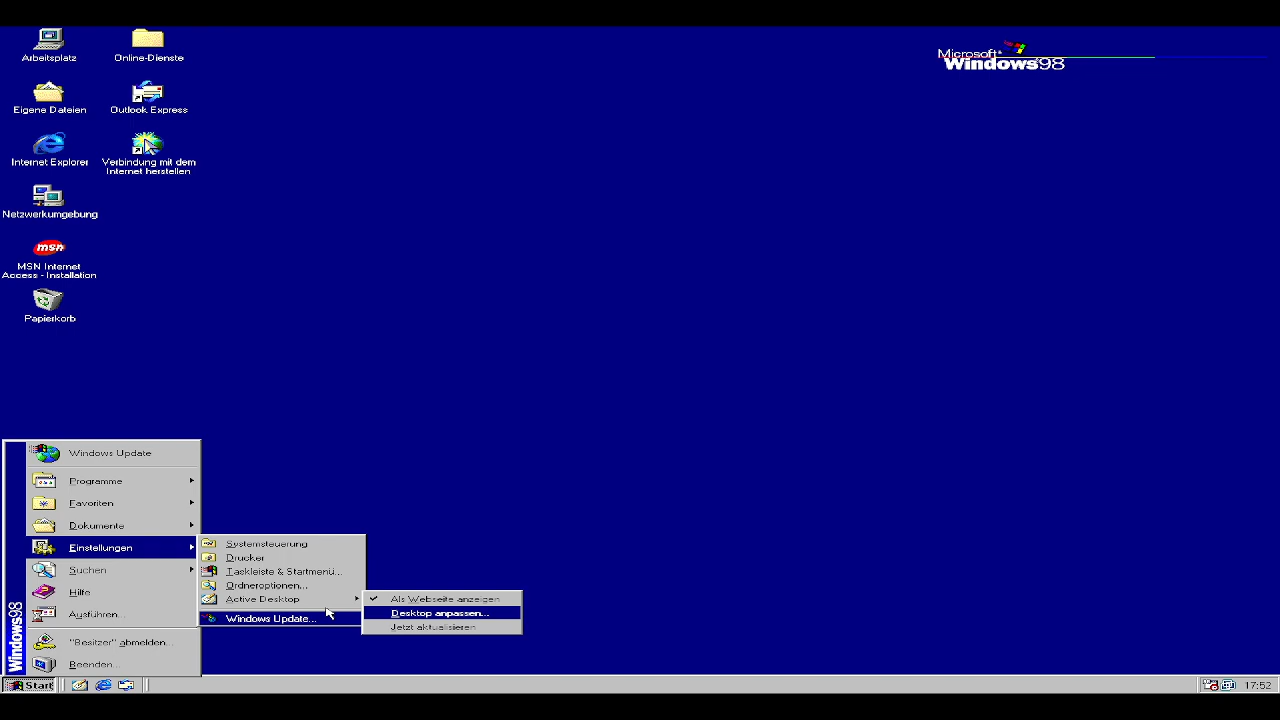 Arbeitsplatz
Online-Dienste
Eigene Dateien
Outlook Express
Internet Explorer
Verbindung mit dem
Internet herstellen
Netzwerkumgebung
msn
MSN Internet
Access - Installation
Papierkorb
Microsoft®
Windows98
Windows Update
Programme
Favoriten
Dokumente
Einstellungen
Suchen
Hilfe
Ausführen...
"Besitzer" abmelden...
Beenden...
Windows98
Systemsteuerung
Drucker
Taskleiste & Startmenü...
Ordneroptionen...
Active Desktop
Windows Update...
Als Webseite anzeigen
Desktop anpassen...
Jetzt aktualisieren
Start
17:52